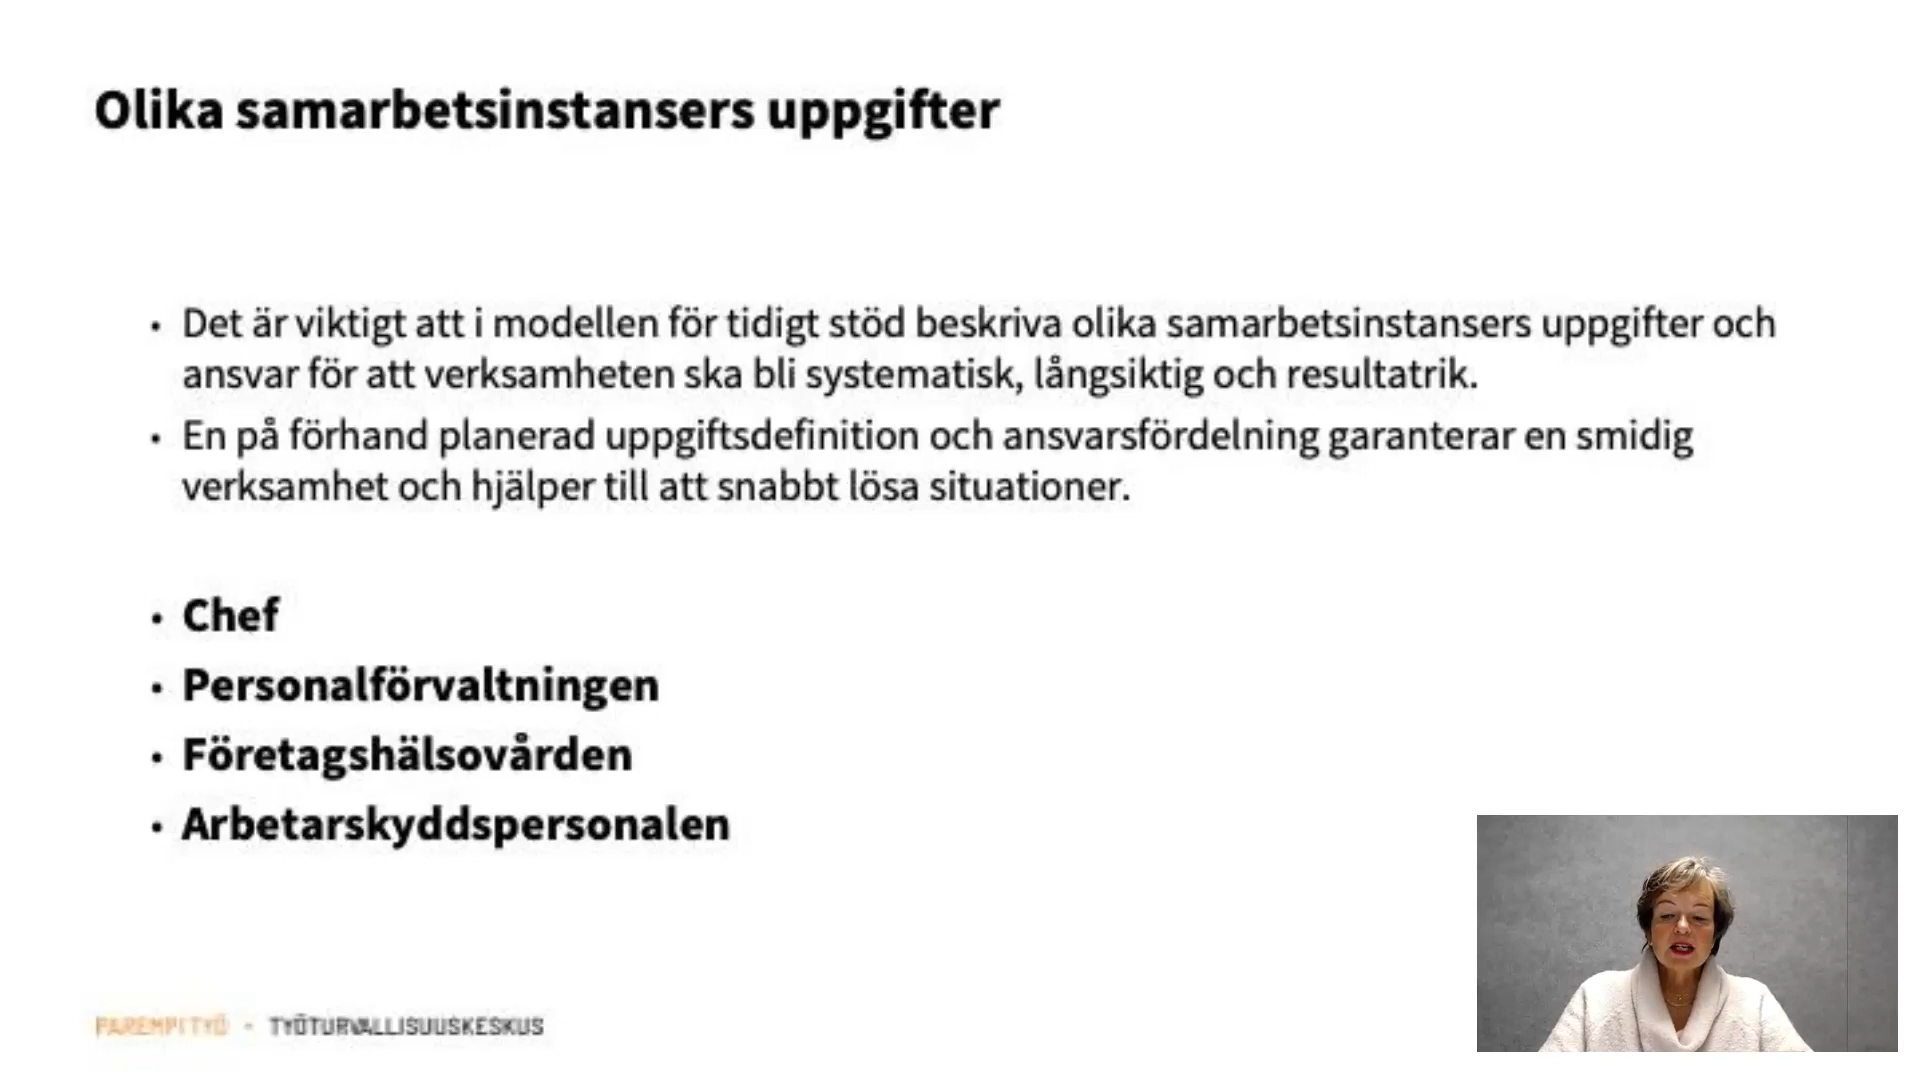 Olika samarbetsinstansers uppgifter
• Det är viktigt att i modellen för tidigt stöd beskriva olika samarbetsinstansers uppgifter och
ansvar för att verksamheten ska bli systematisk, långsiktig och resultatrik.
• En på förhand planerad uppgiftsdefinition och ansvarsfördelning garanterar en smidig
verksamhet och hjälper till att snabbt lösa situationer.
• Chef
• Personalförvaltningen
• Företagshälsovården
• Arbetarskyddspersonalen
PAREMPI TYÖ • TYÖTURVALLISUUSKESKUS